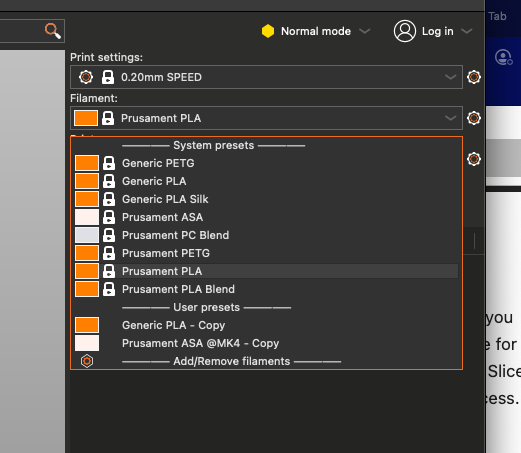 Normal mode
Log in
Tab
Print settings:
0.20mm SPEED
Filament:
Prusament PLA
————— System presets —————
Generic PETG
Generic PLA
Generic PLA Silk
Prusament ASA
Prusament PC Blend
Prusament PETG
Prusament PLA
Prusament PLA Blend
————— User presets —————
Generic PLA - Copy
Prusament ASA @MK4 - Copy
————— Add/Remove filaments —————
you
e for
Slice
cess.